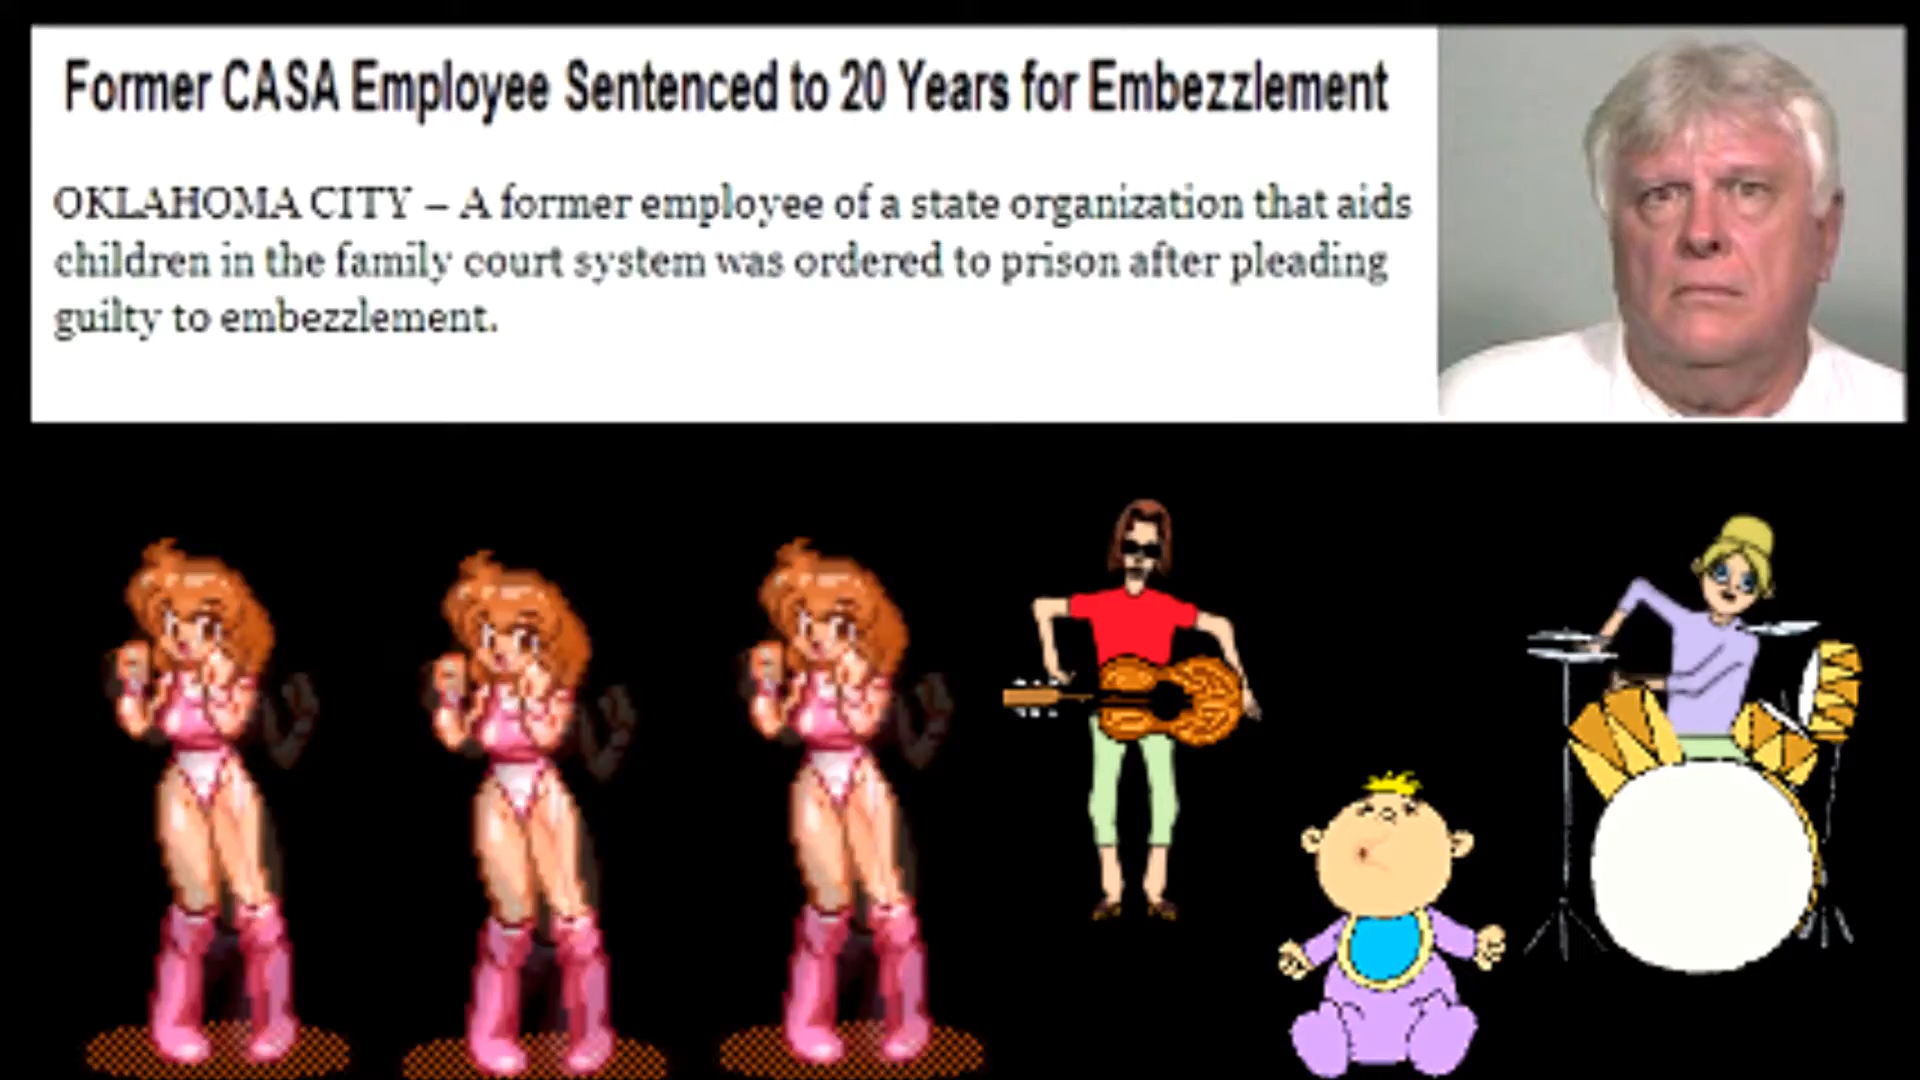 Former CASA Employee Sentenced to 20 Years for Embezzlement
OKLAHOMA CITY – A former employee of a state organization that aids
children in the family court system was ordered to prison after pleading
guilty to embezzlement.